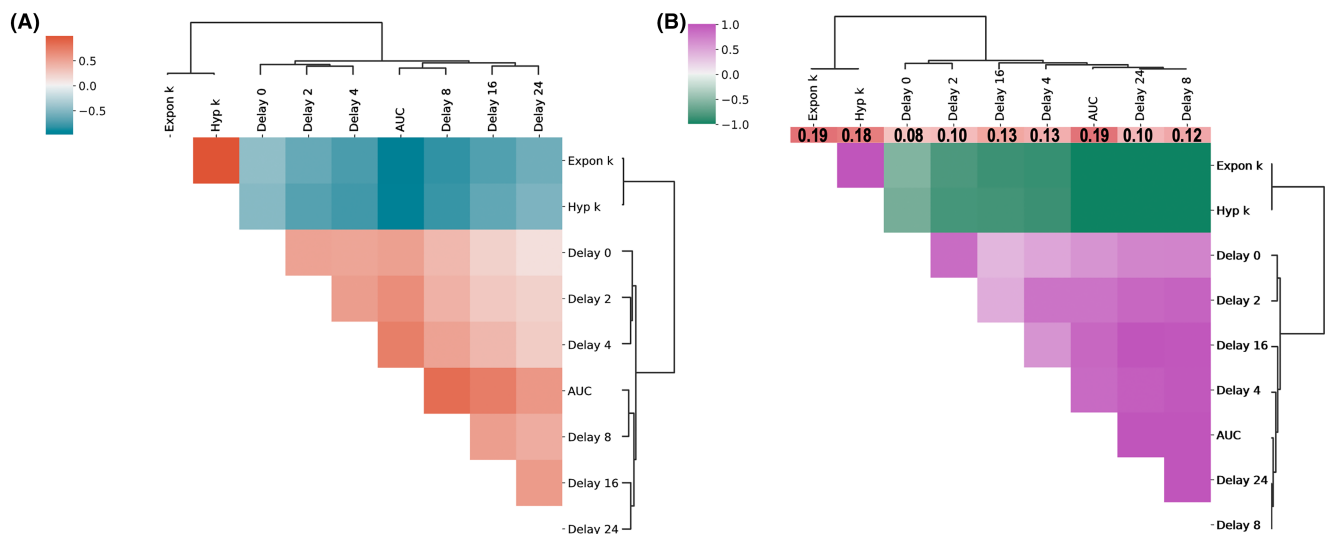 (A)
0.5
0.0
−0.5
Expon k
Hyp k
Delay 0
Delay 2
Delay 4
AUC
Delay 8
Delay 16
Delay 24
Expon k
Hyp k
Delay 0
Delay 2
Delay 4
AUC
Delay 8
Delay 16
Delay 24
(B)
1.0
0.5
0.0
−0.5
−1.0
Expon k
Hyp k
Delay 0
Delay 2
Delay 16
Delay 4
AUC
Delay 24
Delay 8
0.19 0.18 0.08 0.10 0.13 0.13 0.19 0.10 0.12
Expon k
Hyp k
Delay 0
Delay 2
Delay 16
Delay 4
AUC
Delay 24
Delay 8